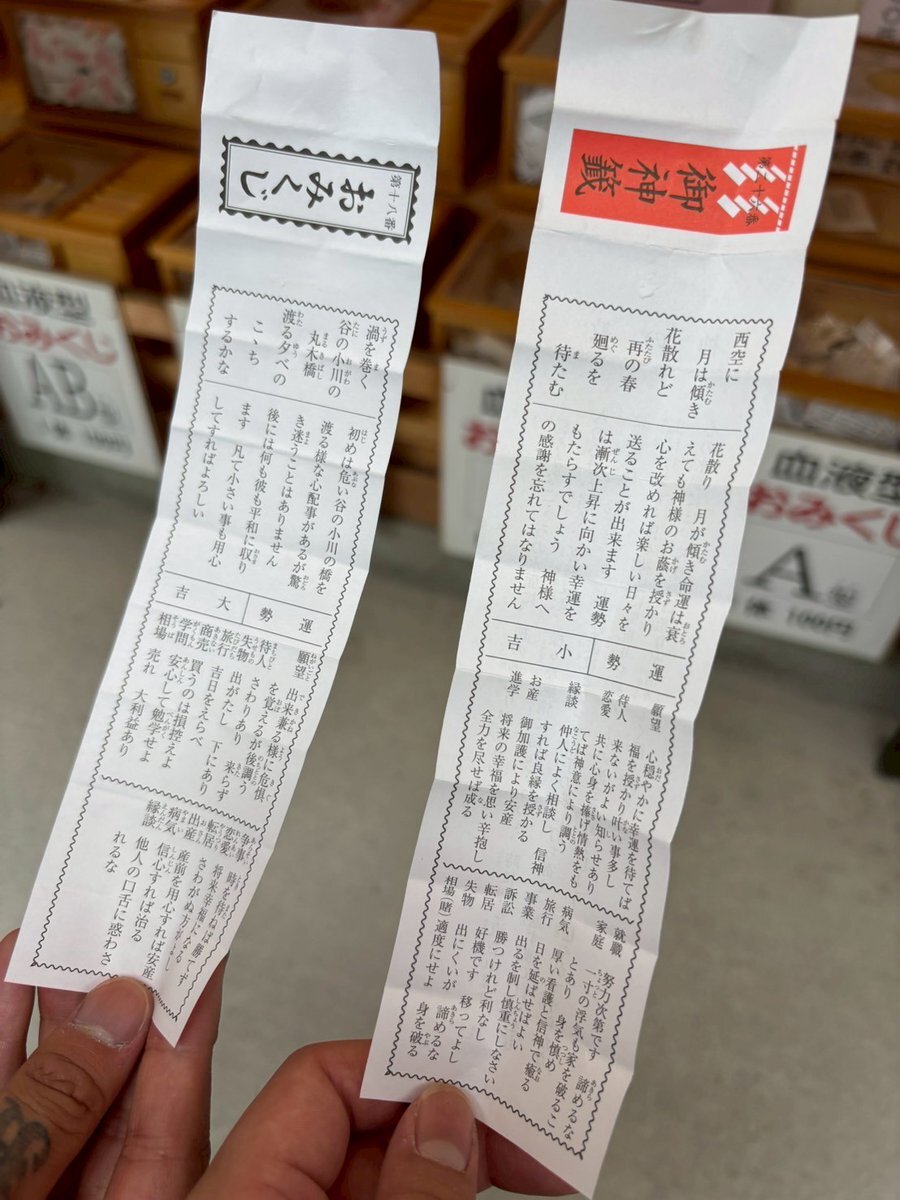 第十八番
おみくじ
渦を巻く
谷の小川の
丸木橋
渡る夕べの
こゝち
するかな
初めは危い谷の小川の橋を
渡る様な心配事があるが驚
き迷うことはありません
後には何も彼も平和に収り
ます 凡て小さい事も用心
してすればよろしい
運勢 大吉
願望 出来兼る様に危惧
を覚えるが後調う
待人 さわりあり 来らず
失物 出がたし 下にあり
旅行 吉日をえらべ
商売 買うのは損控えよ
学問 安心して勉学せよ
相場 売れ 大利益あり
争事 時を待てば勝
恋愛 将来幸福になる
転居 さわがぬ方がよし
出産 産前を用心すれば安産
病気 信心すれば治る
縁談 他人の口舌に惑わさ
れるな
御神籤
西空に
月は傾き
花散れど
再の春
廻るを
待たむ
花散り 月が傾き命運は衰
えても神様のお蔭を授かり
心を改めれば楽しい日々を
送ることが出来ます 運勢
は漸次上昇に向かい幸運を
もたらすでしょう 神様へ
の感謝を忘れてはなりません
運勢 小吉
願望 心穏やかに幸運を待てば
福を授かり叶い事多し
待人 来ないがよい知らせあり
恋愛 共に心身を捧げ情熱をも
てば神意により調う
縁談 仲人によく相談し 信神
すれば良縁を授かる
お産 御加護により安産
進学 将来の幸福を思い辛抱し
全力を尽せば成る
就職 努力次第です 諦めるな
家庭 一寸の浮気も家を破るこ
とあり 身を慎め
病気 厚い看護と信神で癒る
旅行 日を延ばせばよい
事業 出るを制し慎重にしなさい
訴訟 勝つけれど利なし
転居 好機です 移ってよし
失物 出にくいが 諦めるな
相場(賭) 適度にせよ 身を破る
血液型
おみくじ
AB
血液型
おみくじ
A
100円